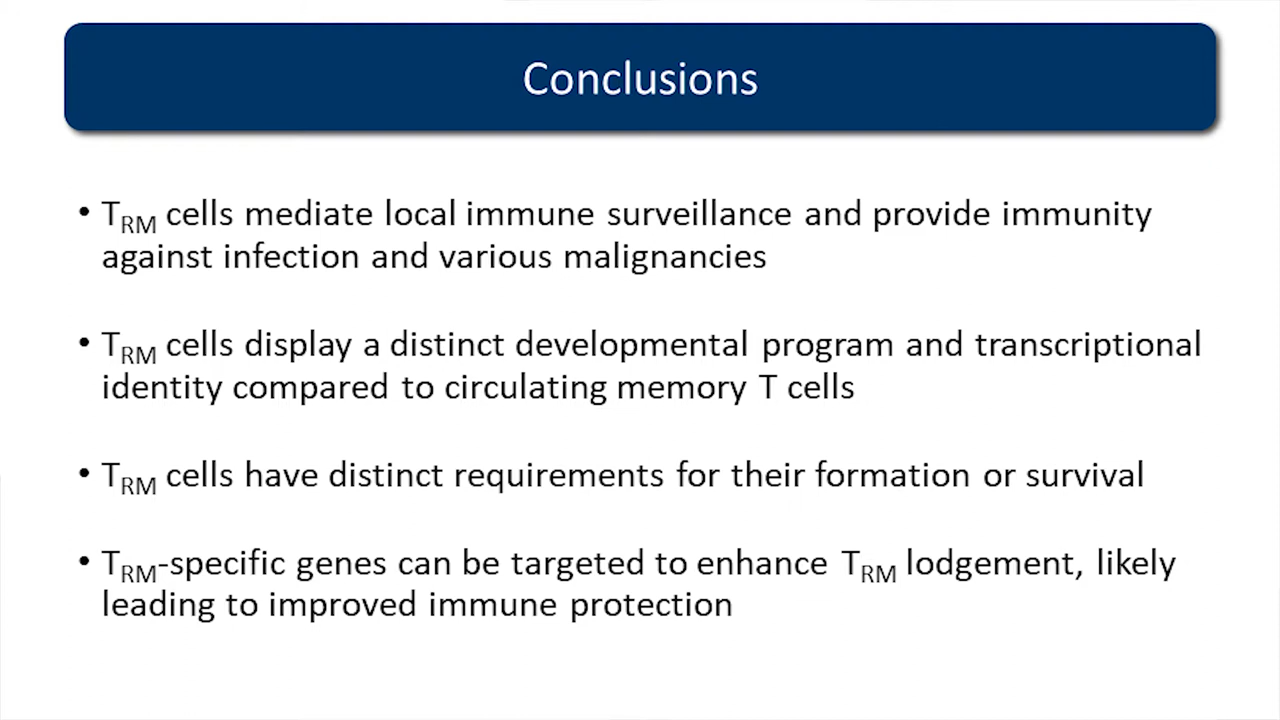 Conclusions
• TRM cells mediate local immune surveillance and provide immunity
against infection and various malignancies
• TRM cells display a distinct developmental program and transcriptional
identity compared to circulating memory T cells
• TRM cells have distinct requirements for their formation or survival
• TRM-specific genes can be targeted to enhance TRM lodgement, likely
leading to improved immune protection